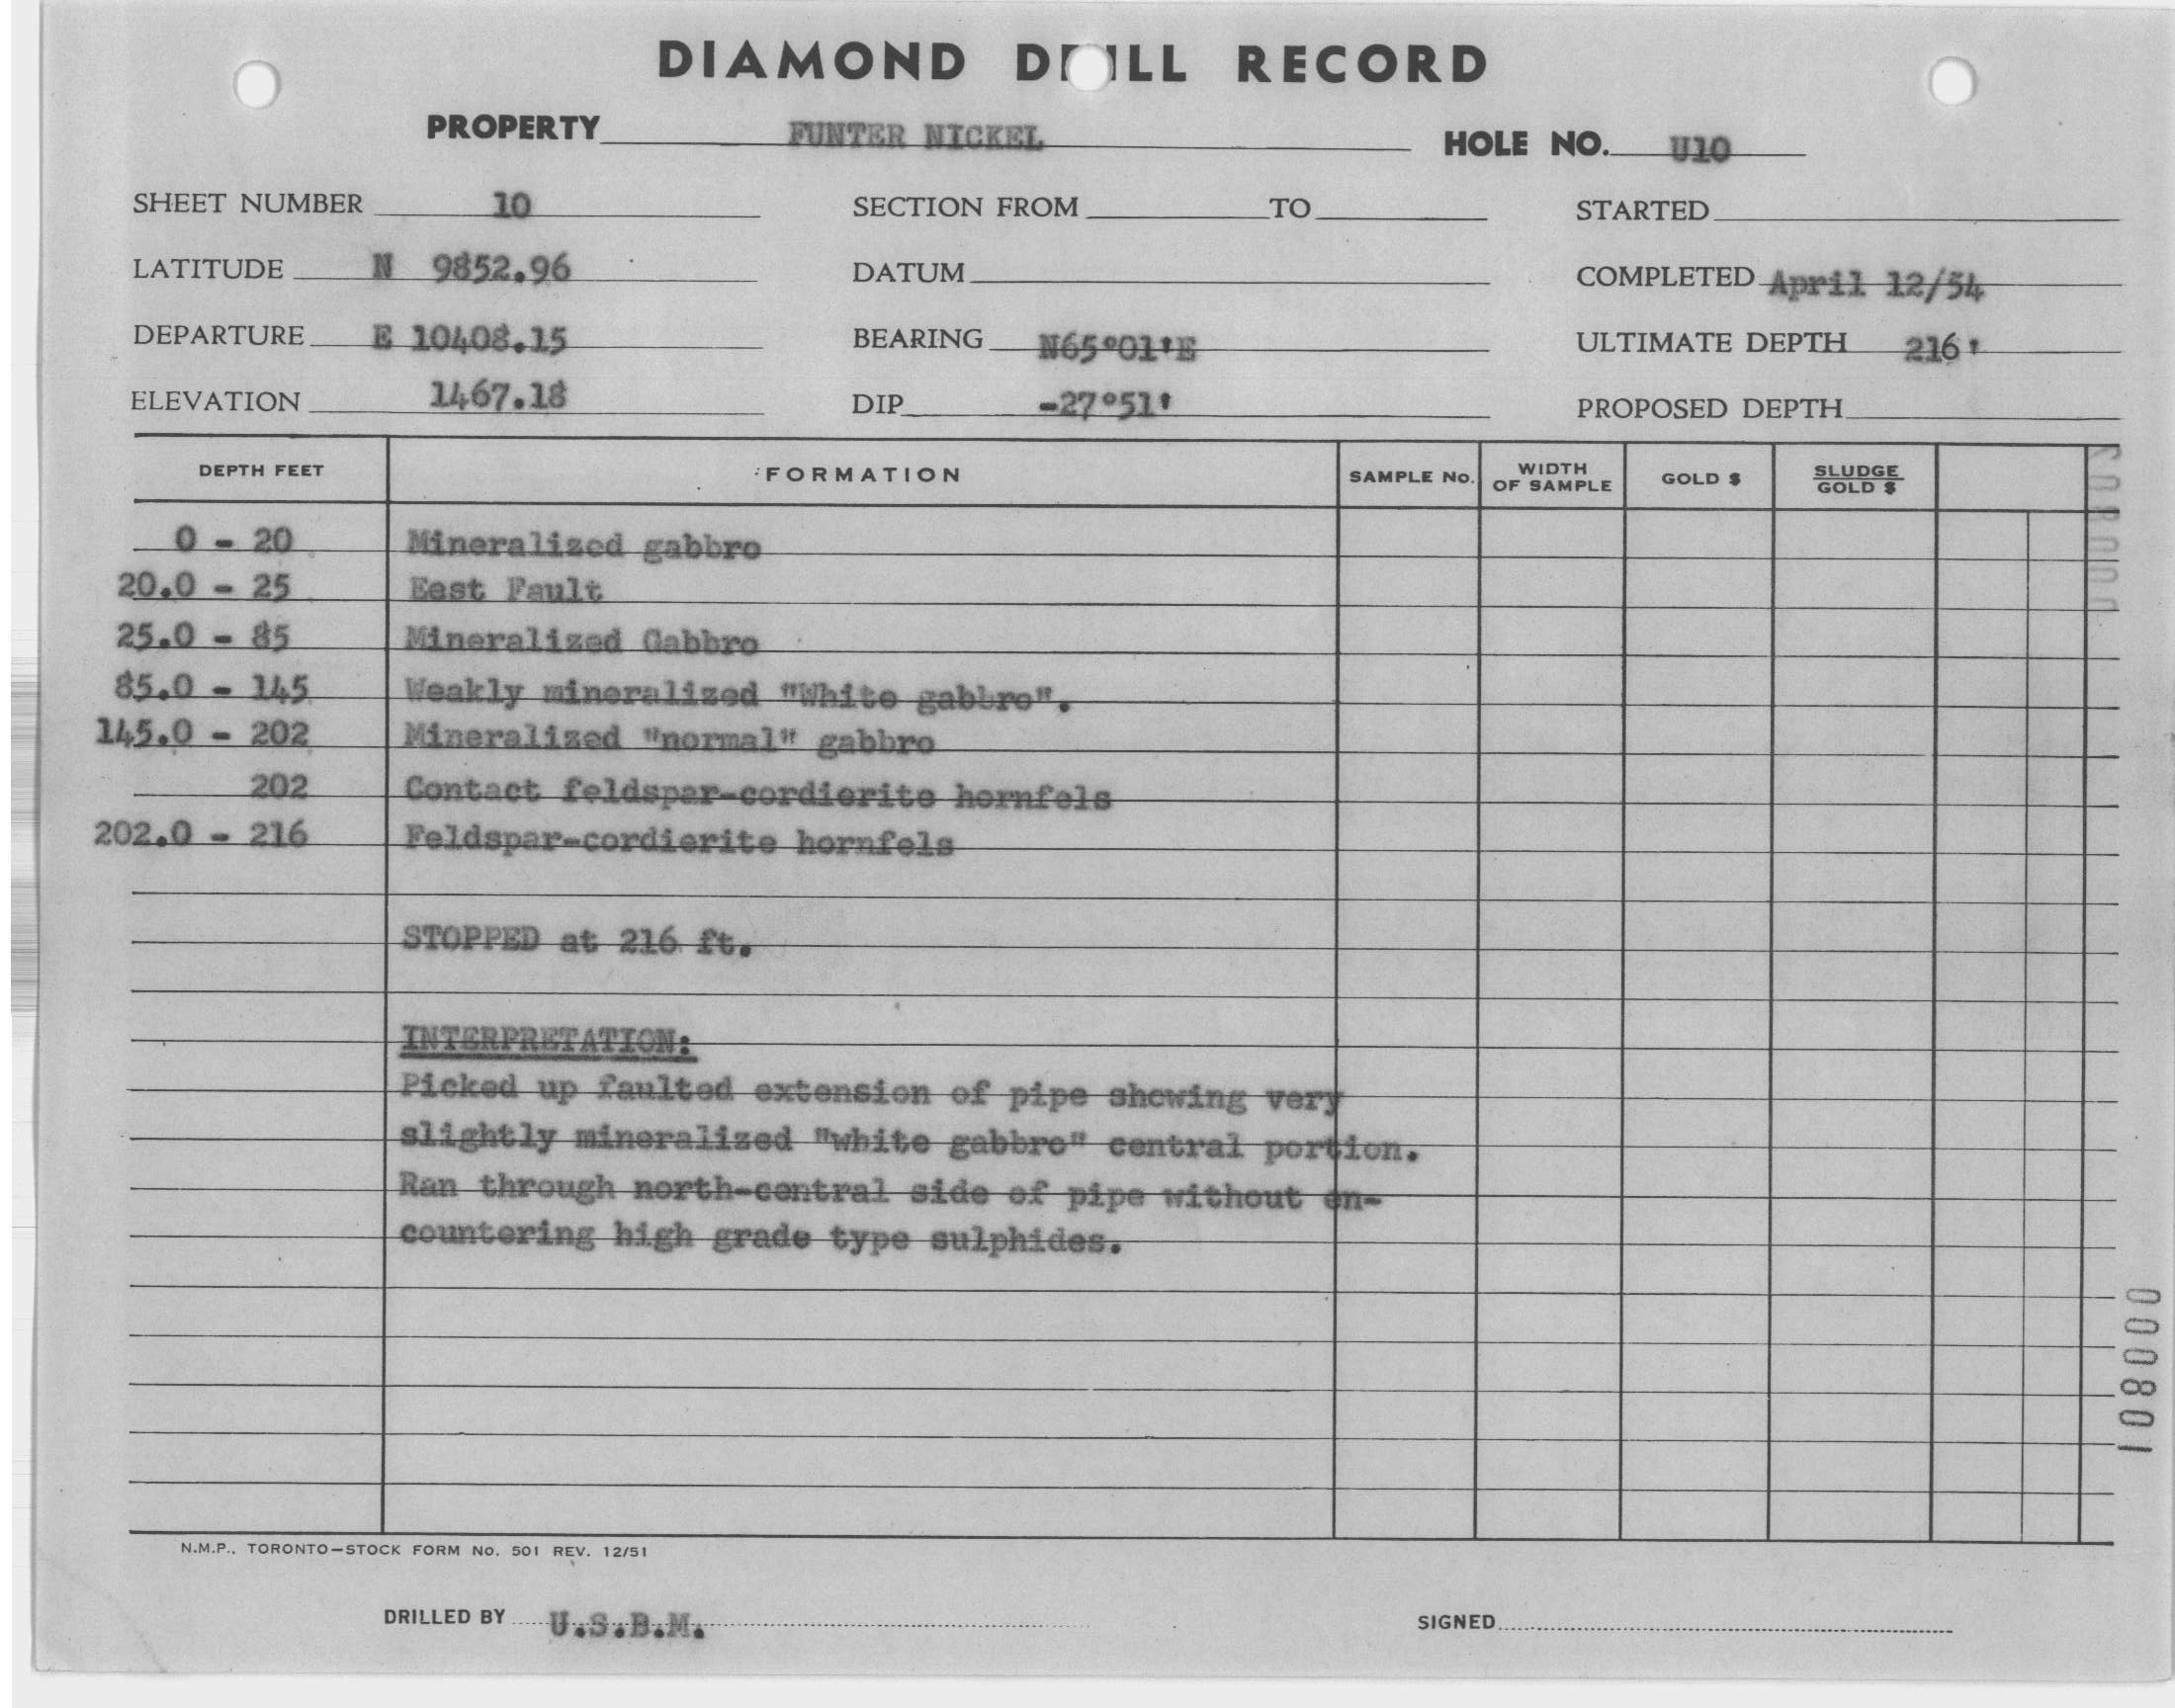 DIAMOND DRILL RECORD
PROPERTY FUNTER NICKEL HOLE NO. U10
SHEET NUMBER 10 SECTION FROM TO STARTED
LATITUDE N 9852.96 DATUM COMPLETED April 12/54
DEPARTURE E 10408.15 BEARING N65°01'E ULTIMATE DEPTH 216'
ELEVATION 1467.18 DIP -27°51' PROPOSED DEPTH
DEPTH FEET FORMATION SAMPLE No. WIDTH OF SAMPLE GOLD $ SLUDGE GOLD $
0 - 20 Mineralized gabbro
20.0 - 25 East Fault
25.0 - 85 Mineralized Gabbro
85.0 - 145 Weakly mineralized "White gabbro".
145.0 - 202 Mineralized "normal" gabbro
202 Contact feldspar-cordierite hornfels
202.0 - 216 Feldspar-cordierite hornfels
STOPPED at 216 ft.
INTERPRETATION:
Picked up faulted extension of pipe showing very
slightly mineralized "white gabbro" central portion.
Ran through north-central side of pipe without en-
countering high grade type sulphides.
000801
N.M.P., TORONTO—STOCK FORM No. 501 REV. 12/51
DRILLED BY U.S.B.M. SIGNED